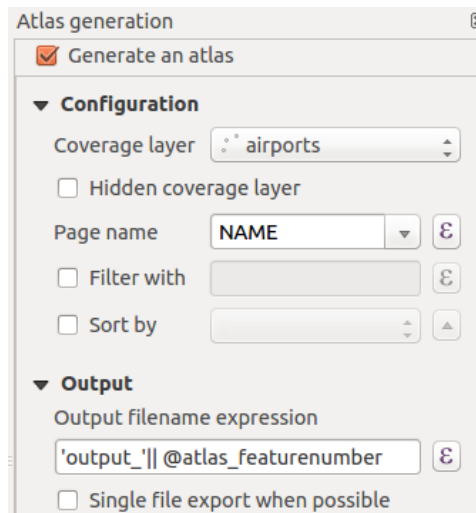 Atlas generation
Generate an atlas
Configuration
Coverage layer airports
Hidden coverage layer
Page name NAME ε
Filter with ε
Sort by
Output
Output filename expression
'output_'|| @atlas_featurenumber ε
Single file export when possible